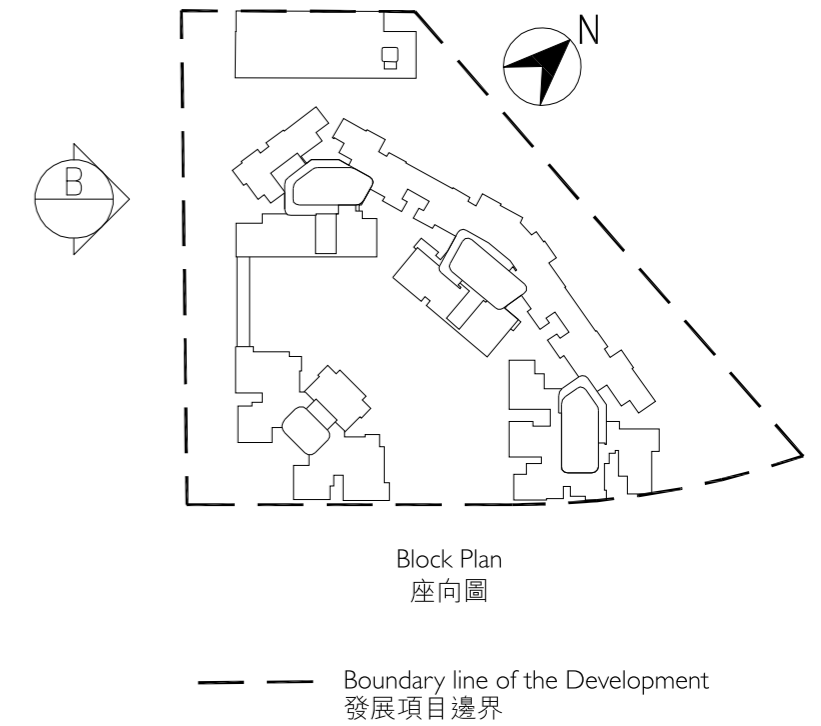 N
B
Block Plan
座向圖
Boundary line of the Development
發展項目邊界